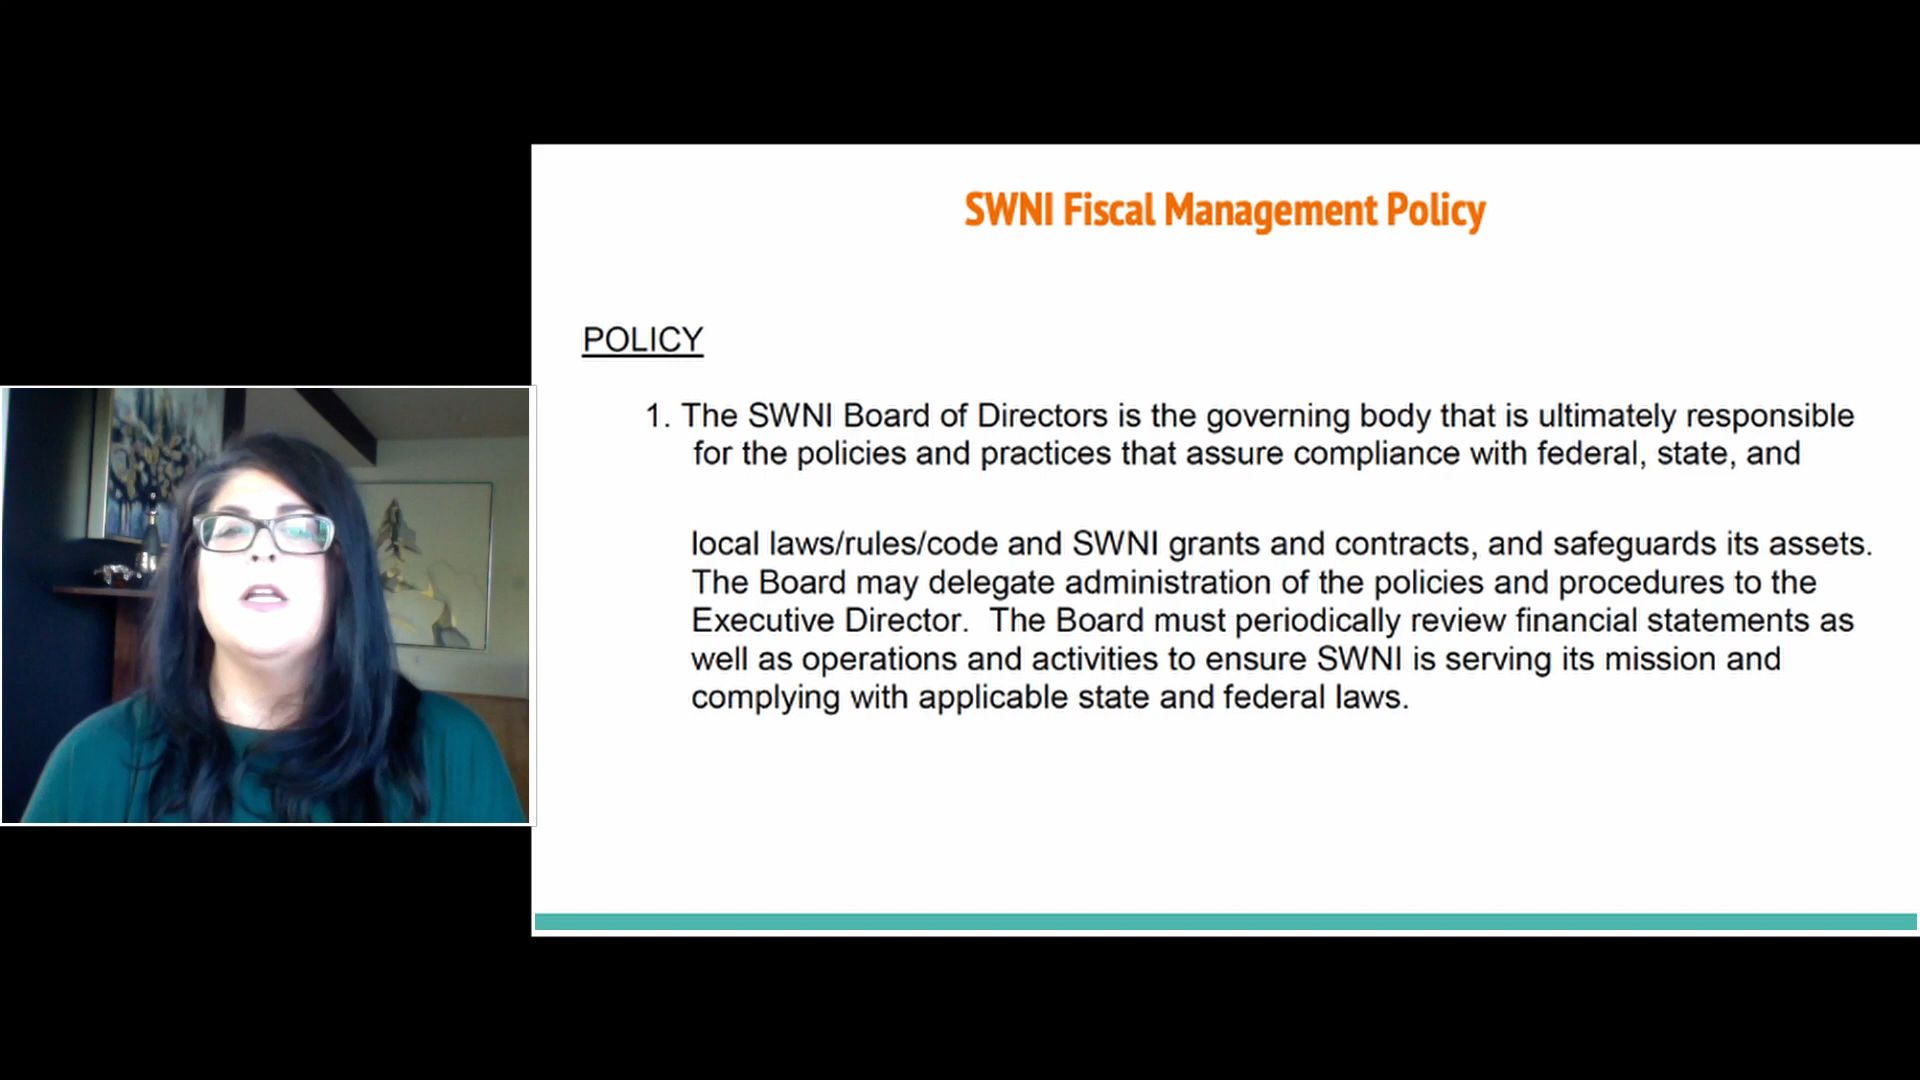 SWNI Fiscal Management Policy
POLICY
1. The SWNI Board of Directors is the governing body that is ultimately responsible
for the policies and practices that assure compliance with federal, state, and
local laws/rules/code and SWNI grants and contracts, and safeguards its assets.
The Board may delegate administration of the policies and procedures to the
Executive Director.  The Board must periodically review financial statements as
well as operations and activities to ensure SWNI is serving its mission and
complying with applicable state and federal laws.